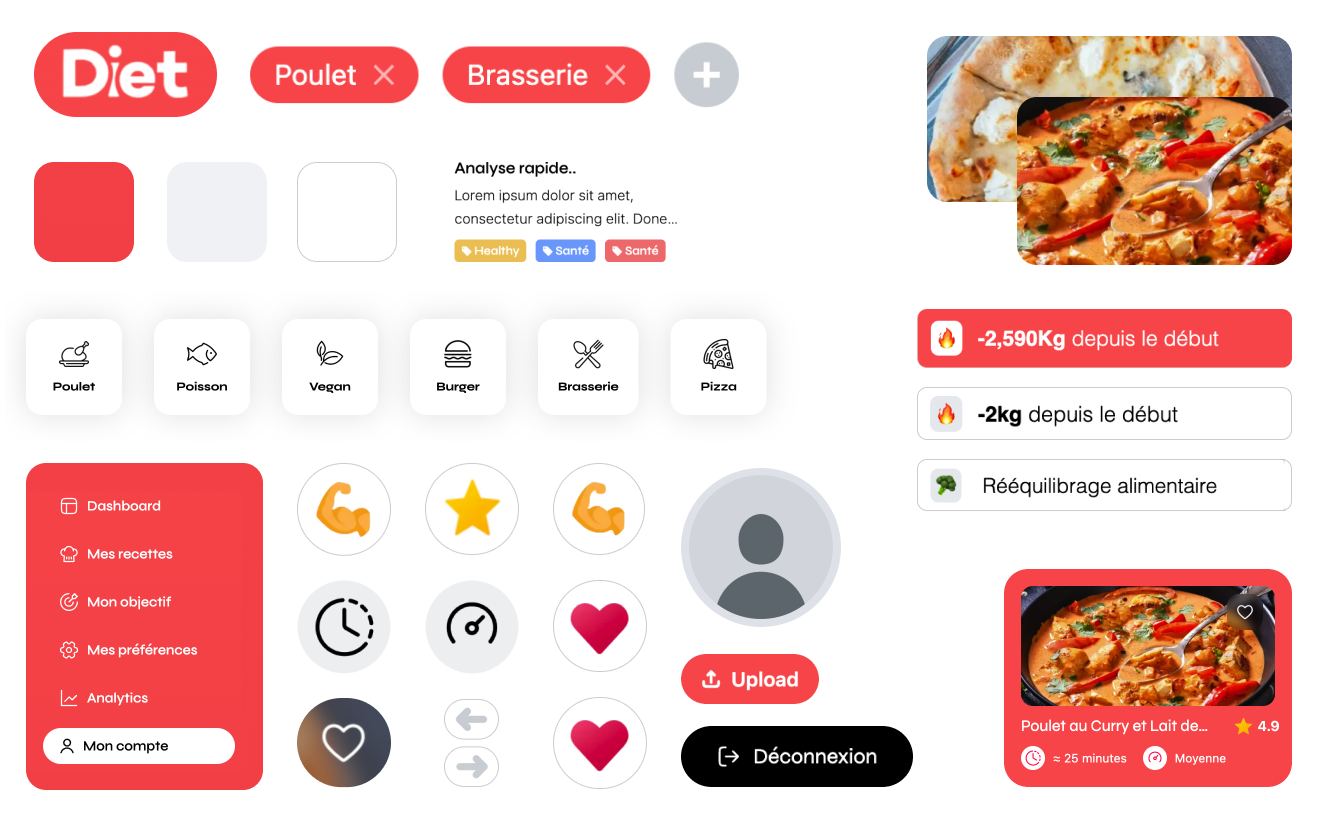 Diet
Poulet
Brasserie
Analyse rapide..
Lorem ipsum dolor sit amet,
consectetur adipiscing elit. Done...
Healthy
Santé
Santé
Poulet
Poisson
Vegan
Burger
Brasserie
Pizza
-2,590Kg depuis le début
-2kg depuis le début
Rééquilibrage alimentaire
Dashboard
Mes recettes
Mon objectif
Mes préférences
Analytics
Mon compte
Upload
Déconnexion
Poulet au Curry et Lait de...
4.9
≈ 25 minutes
Moyenne